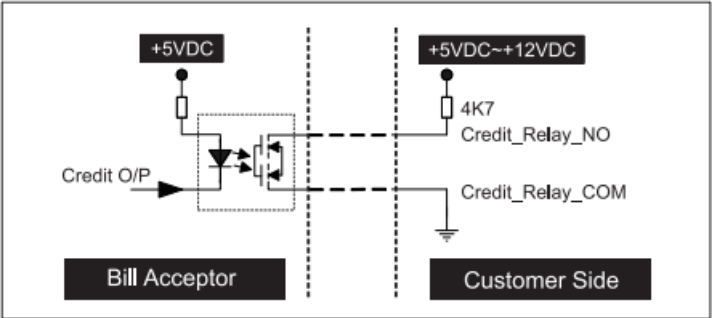 +5VDC
+5VDC~+12VDC
4K7
Credit_Relay_NO
Credit O/P
Credit_Relay_COM
Bill Acceptor
Customer Side